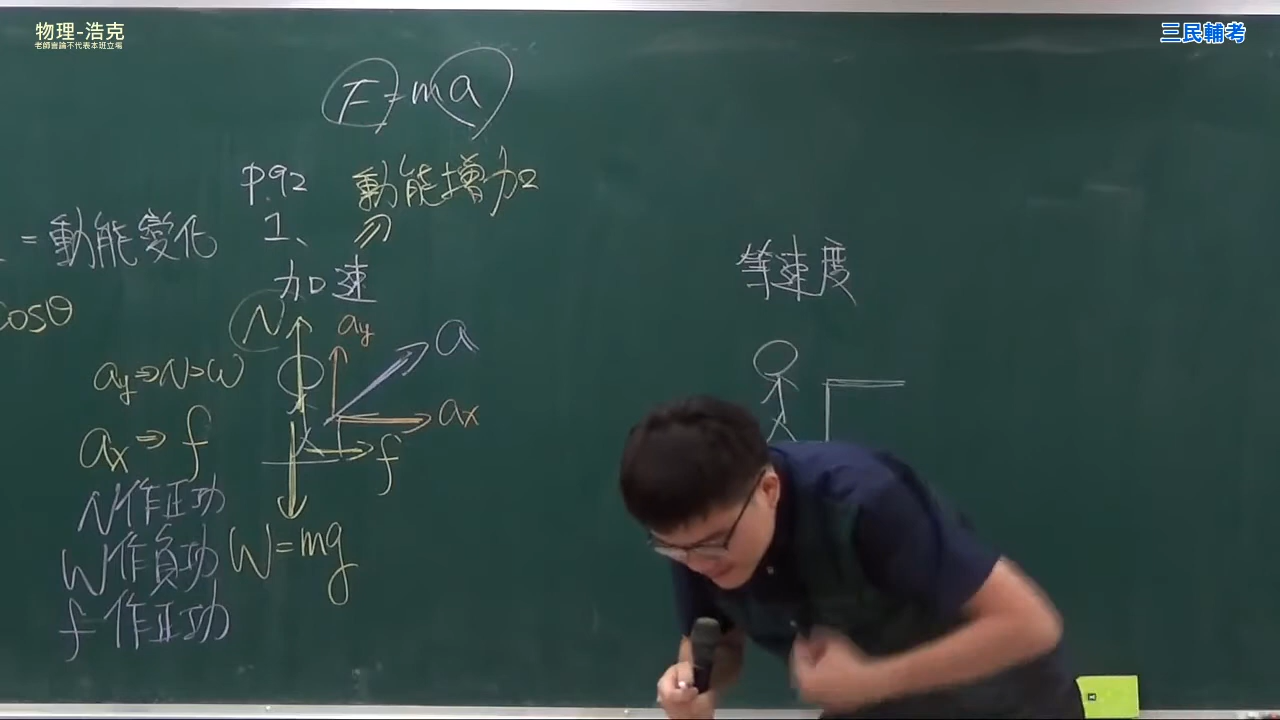 物理-浩克
老師言論不代表本班立場
三民輔考
F=ma
P.92 動能增加
1、
=動能變化
加速
cosθ
N
ay
a
ay⇒N>W
ax
ax⇒f
f
N作正功
W作負功
W=mg
f作正功
等速度